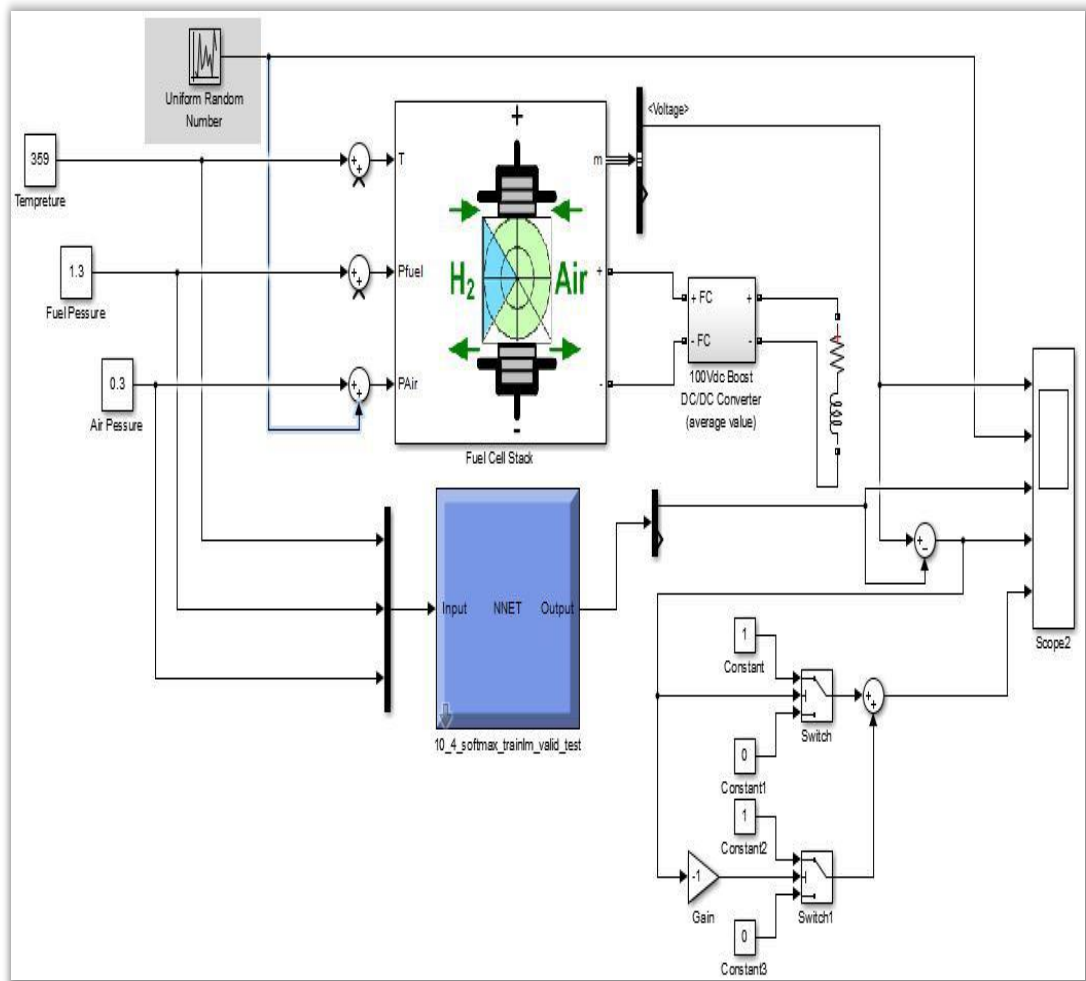 Uniform Random
Number
<Voltage>
+
359
Tempreture
+
+
T
m
1.3
Fuel Pessure
+
+
Pfuel
H2
Air
+
+ FC
+
- FC
-
100Vdc Boost
DC/DC Converter
(average value)
0.3
Air Pessure
+
+
PAir
-
-
Fuel Cell Stack
Input
NNET
Output
10_4_softmax_trainlm_valid_test
+
-
Scope2
1
Constant
Switch
+
+
0
Constant1
1
Constant2
-1
Gain
Switch1
0
Constant3